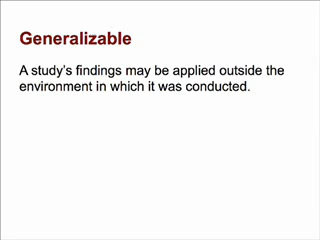 Generalizable
A study's findings may be applied outside the
environment in which it was conducted.